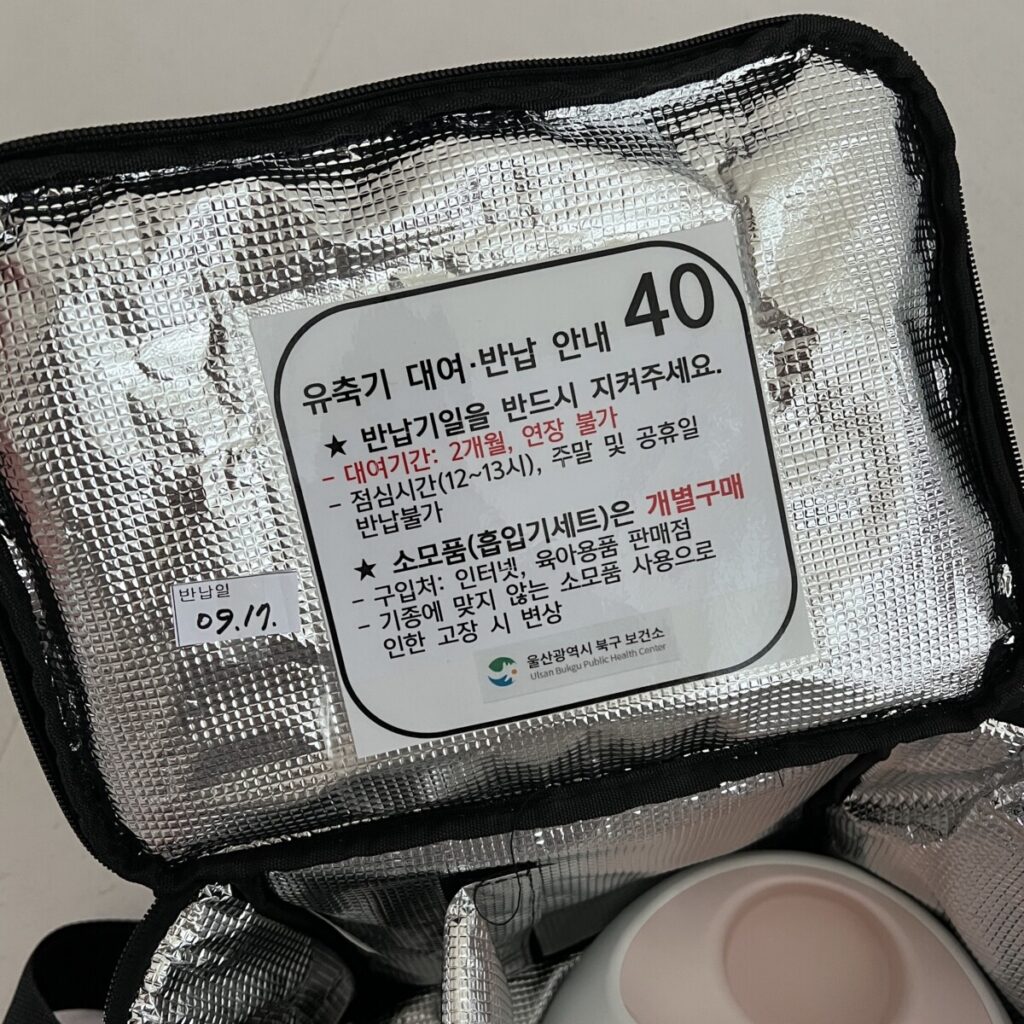 40
유축기 대여·반납 안내
★ 반납기일을 반드시 지켜주세요.
- 대여기간: 2개월, 연장 불가
- 점심시간(12~13시), 주말 및 공휴일
반납불가
★ 소모품(흡입기세트)은 개별구매
- 구입처: 인터넷, 육아용품 판매점
- 기종에 맞지 않는 소모품 사용으로
인한 고장 시 변상
울산광역시 북구 보건소
Ulsan Bukgu Public Health Center
반납일
09.17.